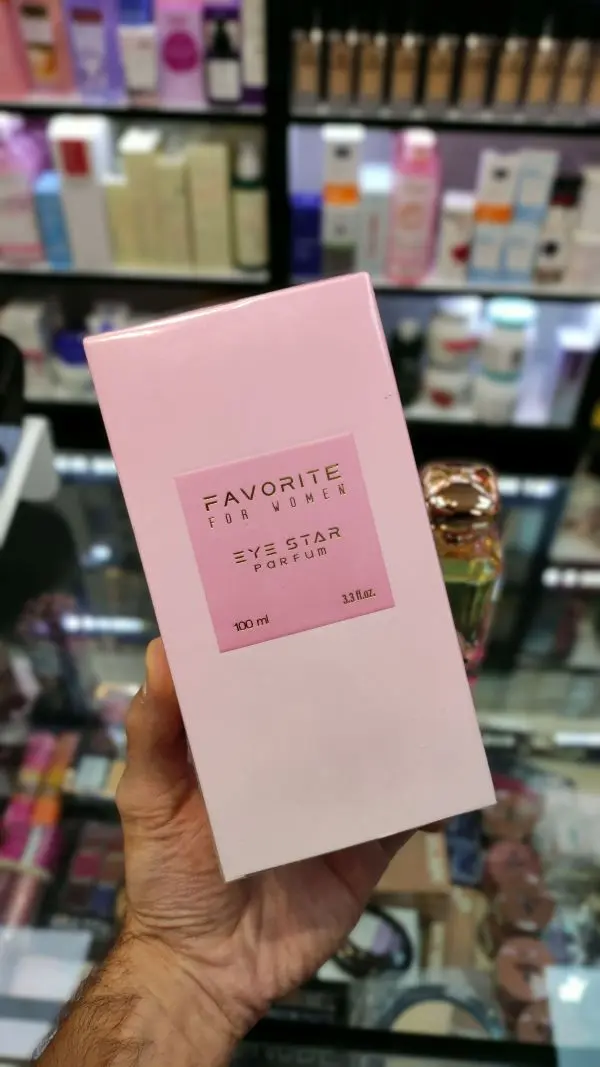 FAVORITE
FOR WOMEN
EYE STAR
PARFUM
100 ml
3.3 fl.oz.